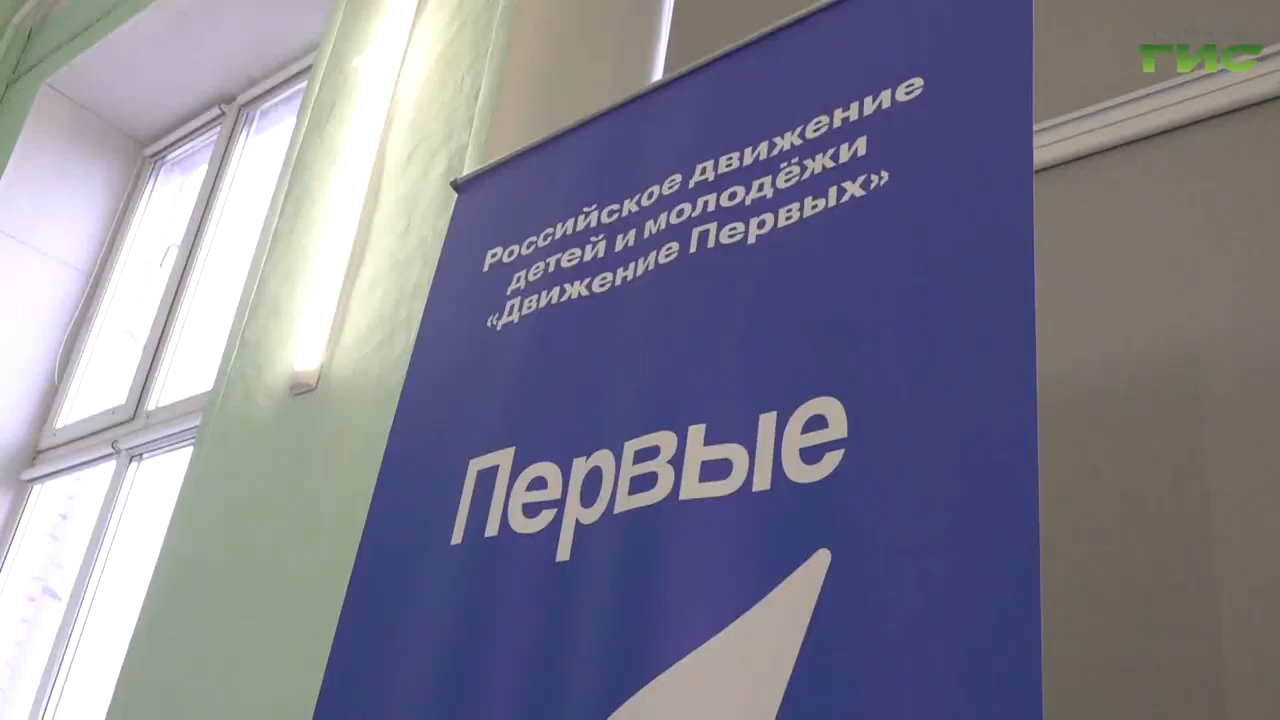 ГИС
Российское движение
детей и молодёжи
«Движение Первых»
Первые